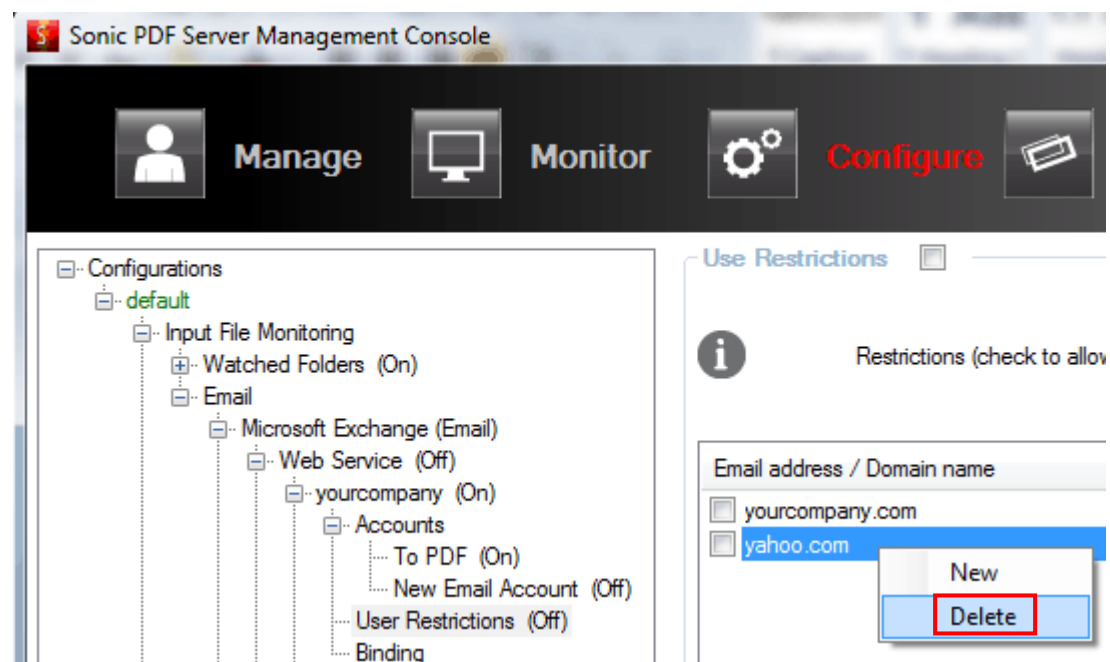 Sonic PDF Server Management Console
Manage
Monitor
Configure
Configurations
default
Input File Monitoring
Watched Folders (On)
Email
Microsoft Exchange (Email)
Web Service (Off)
yourcompany (On)
Accounts
To PDF (On)
New Email Account (Off)
User Restrictions (Off)
Binding
Use Restrictions
Restrictions (check to allow
Email address / Domain name
yourcompany.com
yahoo.com
New
Delete